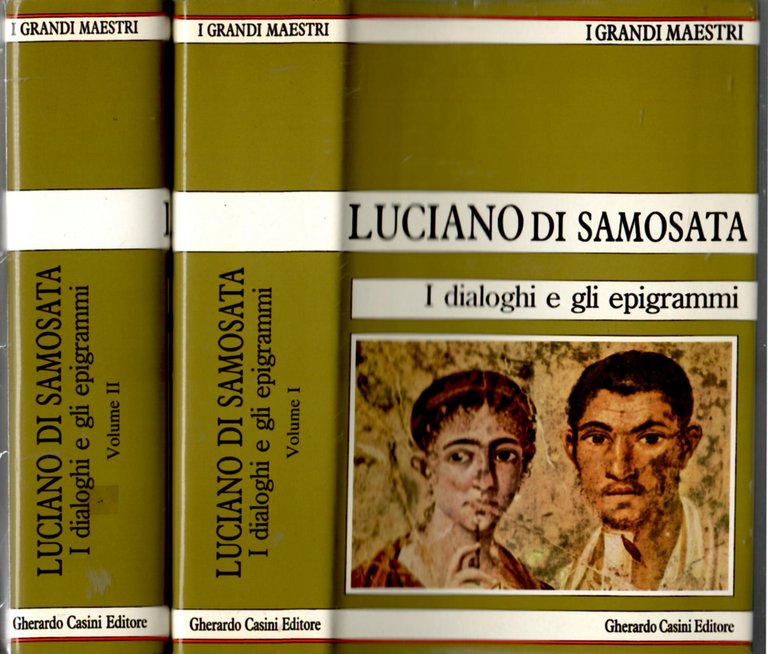 I GRANDI MAESTRI
LUCIANO DI SAMOSATA
I dialoghi e gli epigrammi
Volume II
Gherardo Casini Editore
I GRANDI MAESTRI
LUCIANO DI SAMOSATA
I dialoghi e gli epigrammi
Volume I
Gherardo Casini Editore
I GRANDI MAESTRI
LUCIANO DI SAMOSATA
I dialoghi e gli epigrammi
Gherardo Casini Editore